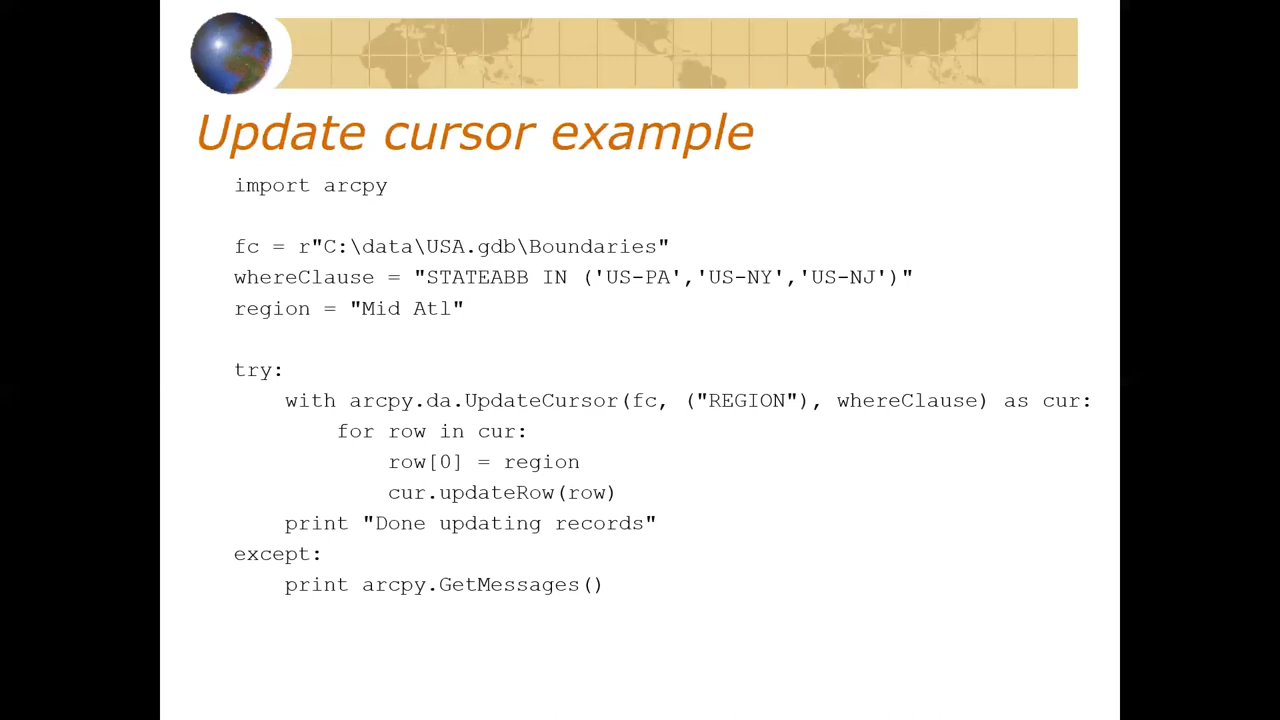 Update cursor example
import arcpy
fc = r"C:\data\USA.gdb\Boundaries"
whereClause = "STATEABB IN ('US-PA','US-NY','US-NJ')"
region = "Mid Atl"
try:
    with arcpy.da.UpdateCursor(fc, ("REGION"), whereClause) as cur:
        for row in cur:
            row[0] = region
            cur.updateRow(row)
    print "Done updating records"
except:
    print arcpy.GetMessages()